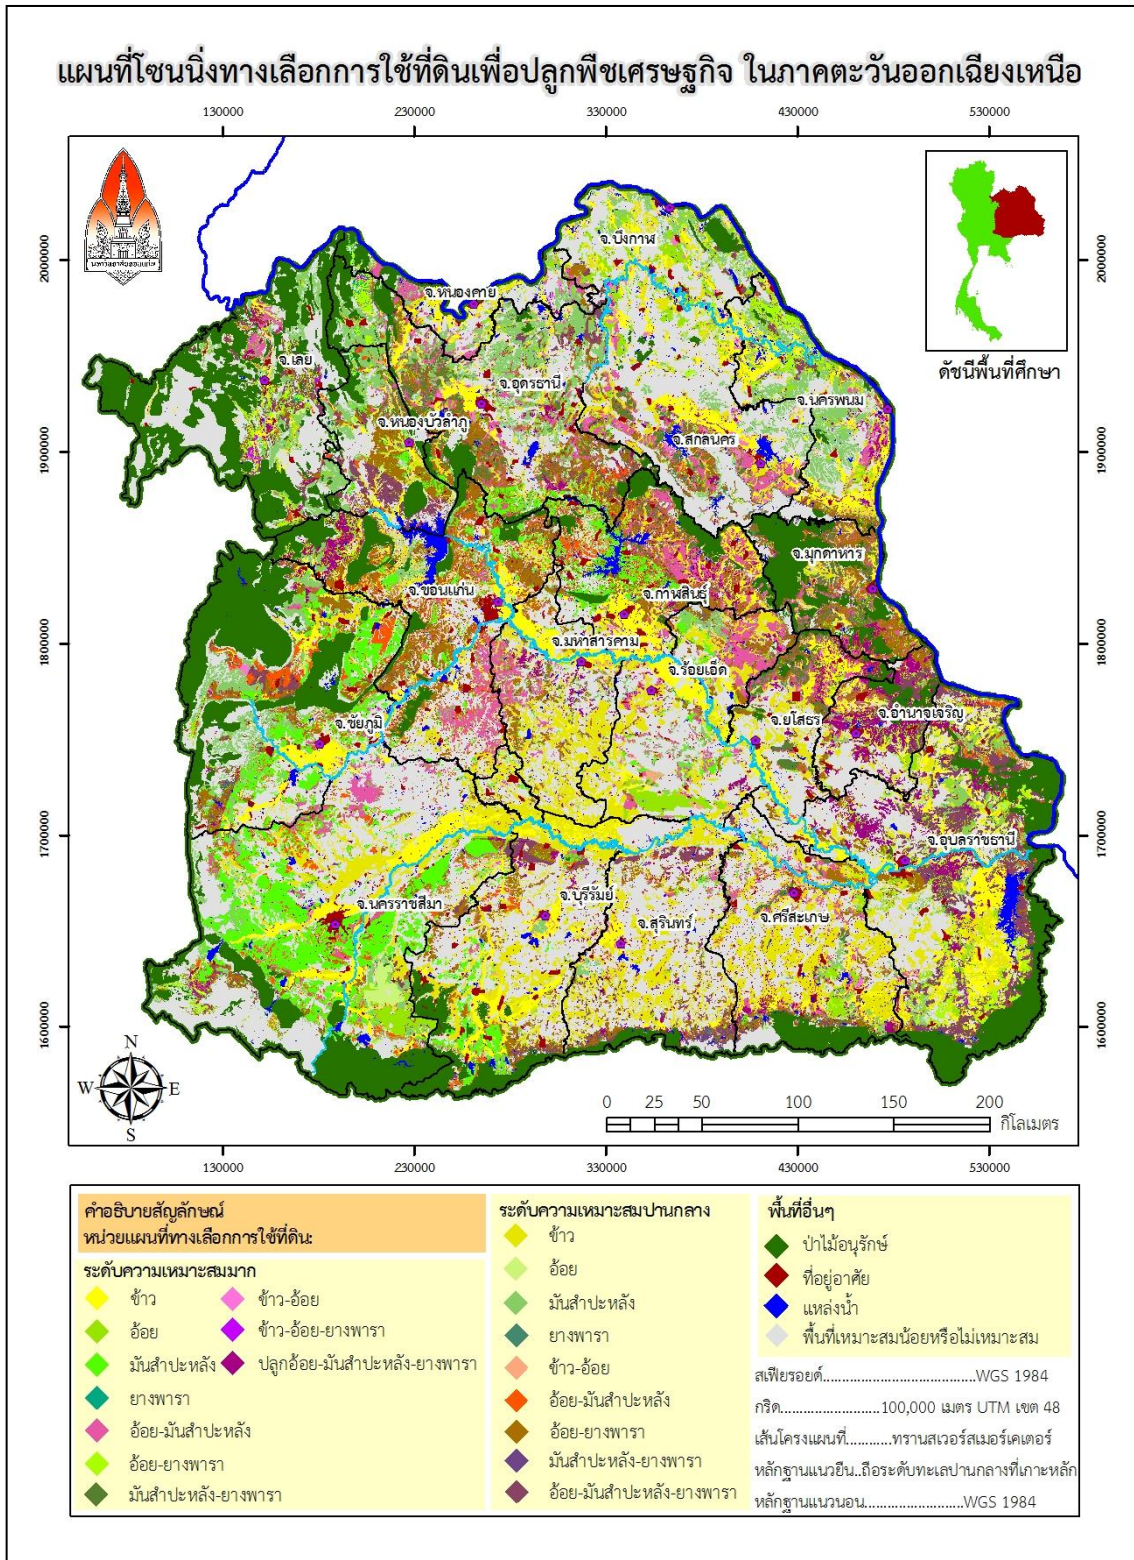 แผนที่โซนนิ่งทางเลือกการใช้ที่ดินเพื่อปลูกพืชเศรษฐกิจ ในภาคตะวันออกเฉียงเหนือ
130000 230000 330000 430000 530000
มหาวิทยาลัยขอนแก่น
ดัชนีพื้นที่ศึกษา
2000000 2000000
1900000 1900000
1800000 1800000
1700000 1700000
1600000 1600000
จ.บึงกาฬ
จ.หนองคาย
จ.เลย
จ.อุดรธานี
จ.นครพนม
จ.หนองบัวลำภู
จ.สกลนคร
จ.มุกดาหาร
จ.ขอนแก่น
จ.กาฬสินธุ์
จ.มหาสารคาม
จ.ร้อยเอ็ด
จ.ชัยภูมิ
จ.ยโสธร
จ.อำนาจเจริญ
จ.อุบลราชธานี
จ.นครราชสีมา
จ.บุรีรัมย์
จ.สุรินทร์
จ.ศรีสะเกษ
N
W E
S
0 25 50 100 150 200
กิโลเมตร
130000 230000 330000 430000 530000
คำอธิบายสัญลักษณ์
หน่วยแผนที่ทางเลือกการใช้ที่ดิน:
ระดับความเหมาะสมมาก
ข้าว
อ้อย
มันสำปะหลัง
ยางพารา
อ้อย-มันสำปะหลัง
อ้อย-ยางพารา
มันสำปะหลัง-ยางพารา
ข้าว-อ้อย
ข้าว-อ้อย-ยางพารา
ปลูกอ้อย-มันสำปะหลัง-ยางพารา
ระดับความเหมาะสมปานกลาง
ข้าว
อ้อย
มันสำปะหลัง
ยางพารา
ข้าว-อ้อย
อ้อย-มันสำปะหลัง
อ้อย-ยางพารา
มันสำปะหลัง-ยางพารา
อ้อย-มันสำปะหลัง-ยางพารา
พื้นที่อื่นๆ
ป่าไม้อนุรักษ์
ที่อยู่อาศัย
แหล่งน้ำ
พื้นที่เหมาะสมน้อยหรือไม่เหมาะสม
สเฟียรอยด์.....................................WGS 1984
กริด........................100,000 เมตร UTM เขต 48
เส้นโครงแผนที่...........ทรานสเวอร์สเมอร์เคเตอร์
หลักฐานแนวยืน..ถือระดับทะเลปานกลางที่เกาะหลัก
หลักฐานแนวนอน........................WGS 1984